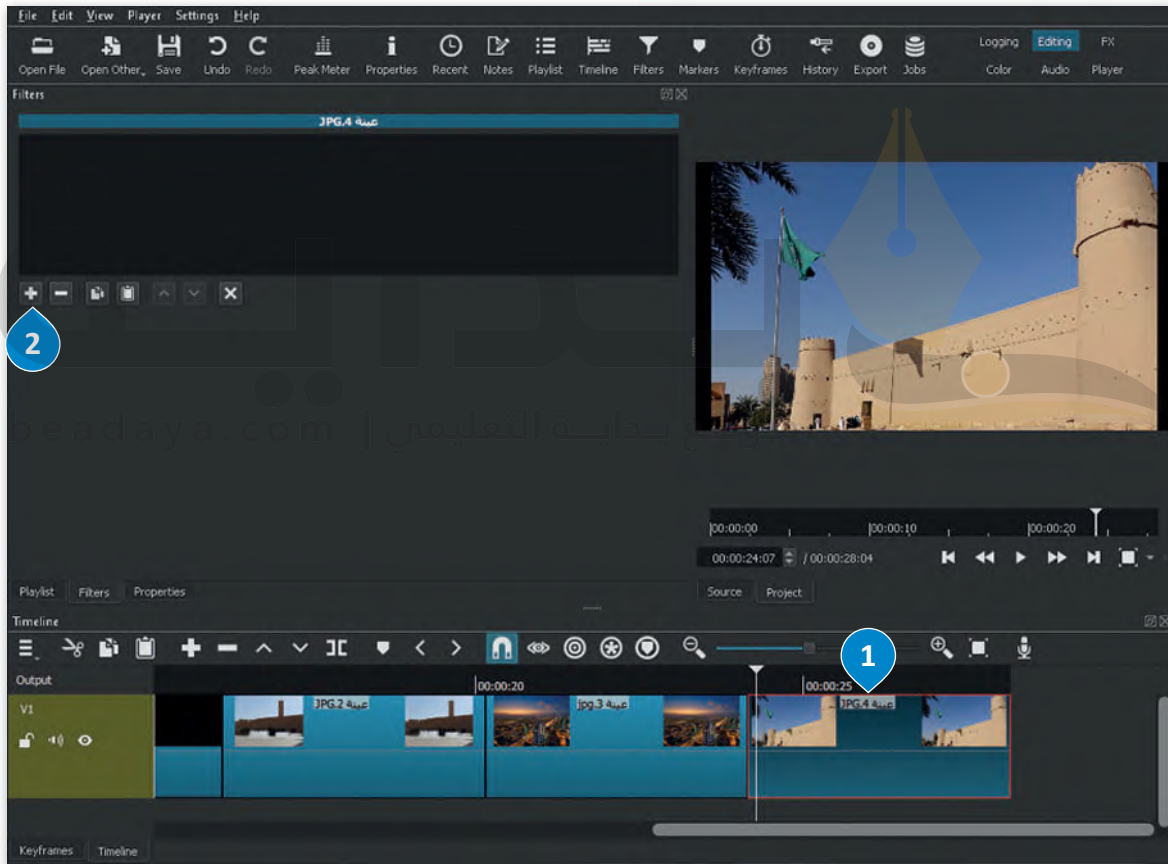 File Edit View Player Settings Help
Open File Open Other Save Undo Redo Peak Meter Properties Recent Notes Playlist Timeline Filters Markers Keyframes History Export Jobs
Logging Editing FX
Color Audio Player
Filters
عينة 4.JPG
2
beadaya.com | موقع بداية التعليمي
00:00:00 00:00:10 00:00:20
00:00:24:07 / 00:00:28:04
Playlist Filters Properties
Source Project
Timeline
1
Output
00:00:20 00:00:25
V1
عينة 2.JPG
عينة 3.jpg
عينة 4.JPG
Keyframes Timeline